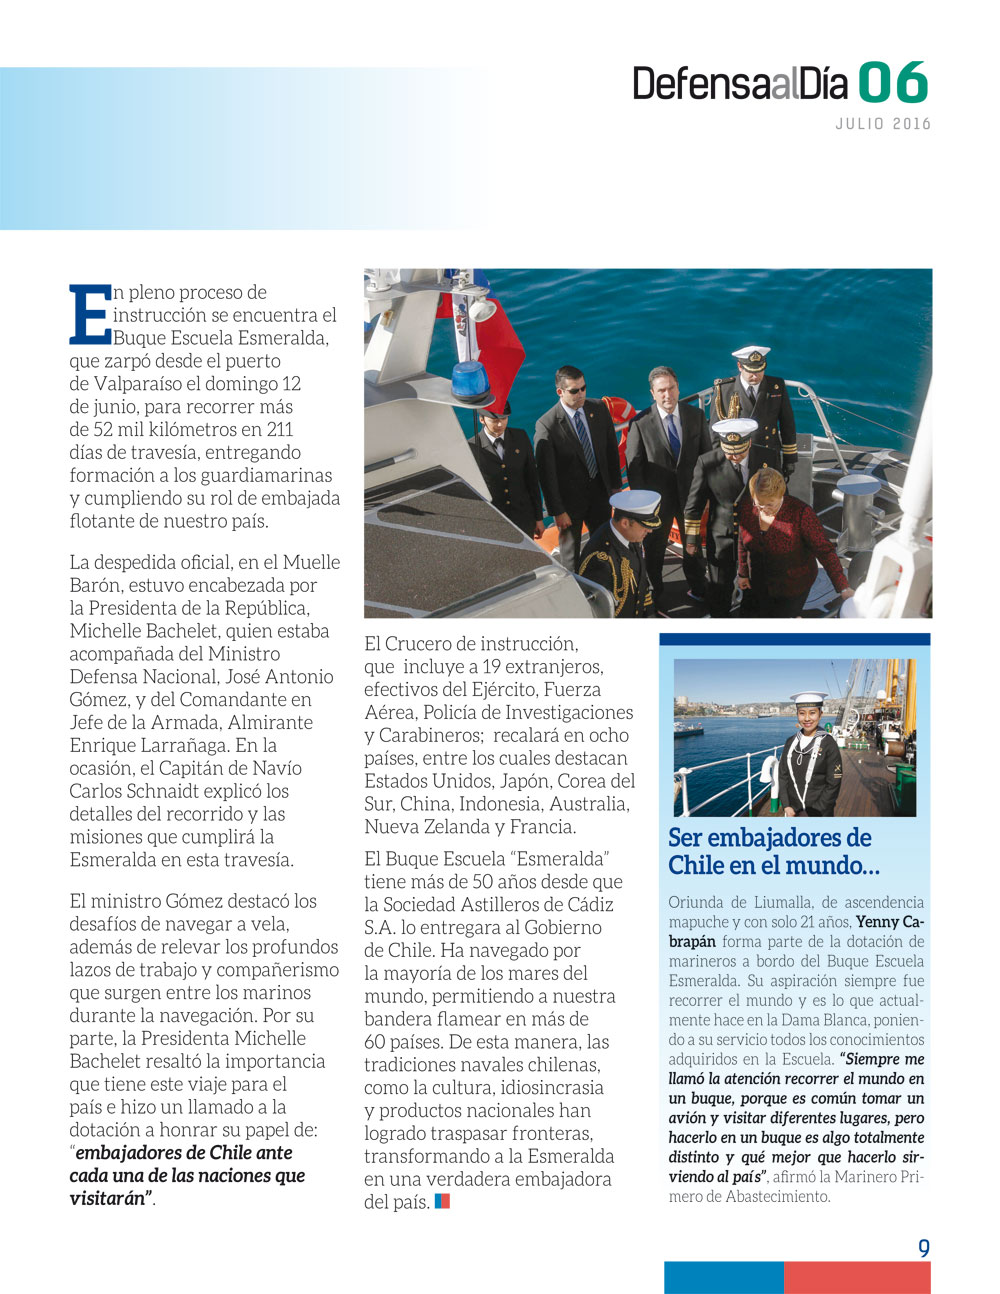 DefensaalDía 06
JULIO 2016
En pleno proceso de
instrucción se encuentra el
Buque Escuela Esmeralda,
que zarpó desde el puerto
de Valparaíso el domingo 12
de junio, para recorrer más
de 52 mil kilómetros en 211
días de travesía, entregando
formación a los guardiamarinas
y cumpliendo su rol de embajada
flotante de nuestro país.
La despedida oficial, en el Muelle
Barón, estuvo encabezada por
la Presidenta de la República,
Michelle Bachelet, quien estaba
acompañada del Ministro
Defensa Nacional, José Antonio
Gómez, y del Comandante en
Jefe de la Armada, Almirante
Enrique Larrañaga. En la
ocasión, el Capitán de Navío
Carlos Schnaidt explicó los
detalles del recorrido y las
misiones que cumplirá la
Esmeralda en esta travesía.
El ministro Gómez destacó los
desafíos de navegar a vela,
además de relevar los profundos
lazos de trabajo y compañerismo
que surgen entre los marinos
durante la navegación. Por su
parte, la Presidenta Michelle
Bachelet resaltó la importancia
que tiene este viaje para el
país e hizo un llamado a la
dotación a honrar su papel de:
“embajadores de Chile ante
cada una de las naciones que
visitarán”.
El Crucero de instrucción,
que incluye a 19 extranjeros,
efectivos del Ejército, Fuerza
Aérea, Policía de Investigaciones
y Carabineros; recalará en ocho
países, entre los cuales destacan
Estados Unidos, Japón, Corea del
Sur, China, Indonesia, Australia,
Nueva Zelanda y Francia.
El Buque Escuela “Esmeralda”
tiene más de 50 años desde que
la Sociedad Astilleros de Cádiz
S.A. lo entregara al Gobierno
de Chile. Ha navegado por
la mayoría de los mares del
mundo, permitiendo a nuestra
bandera flamear en más de
60 países. De esta manera, las
tradiciones navales chilenas,
como la cultura, idiosincrasia
y productos nacionales han
logrado traspasar fronteras,
transformando a la Esmeralda
en una verdadera embajadora
del país.
Ser embajadores de
Chile en el mundo...
Oriunda de Liumalla, de ascendencia
mapuche y con solo 21 años, Yenny Ca-
brapán forma parte de la dotación de
marineros a bordo del Buque Escuela
Esmeralda. Su aspiración siempre fue
recorrer el mundo y es lo que actual-
mente hace en la Dama Blanca, ponien-
do a su servicio todos los conocimientos
adquiridos en la Escuela. “Siempre me
llamó la atención recorrer el mundo en
un buque, porque es común tomar un
avión y visitar diferentes lugares, pero
hacerlo en un buque es algo totalmente
distinto y qué mejor que hacerlo sir-
viendo al país”, afirmó la Marinero Pri-
mero de Abastecimiento.
9